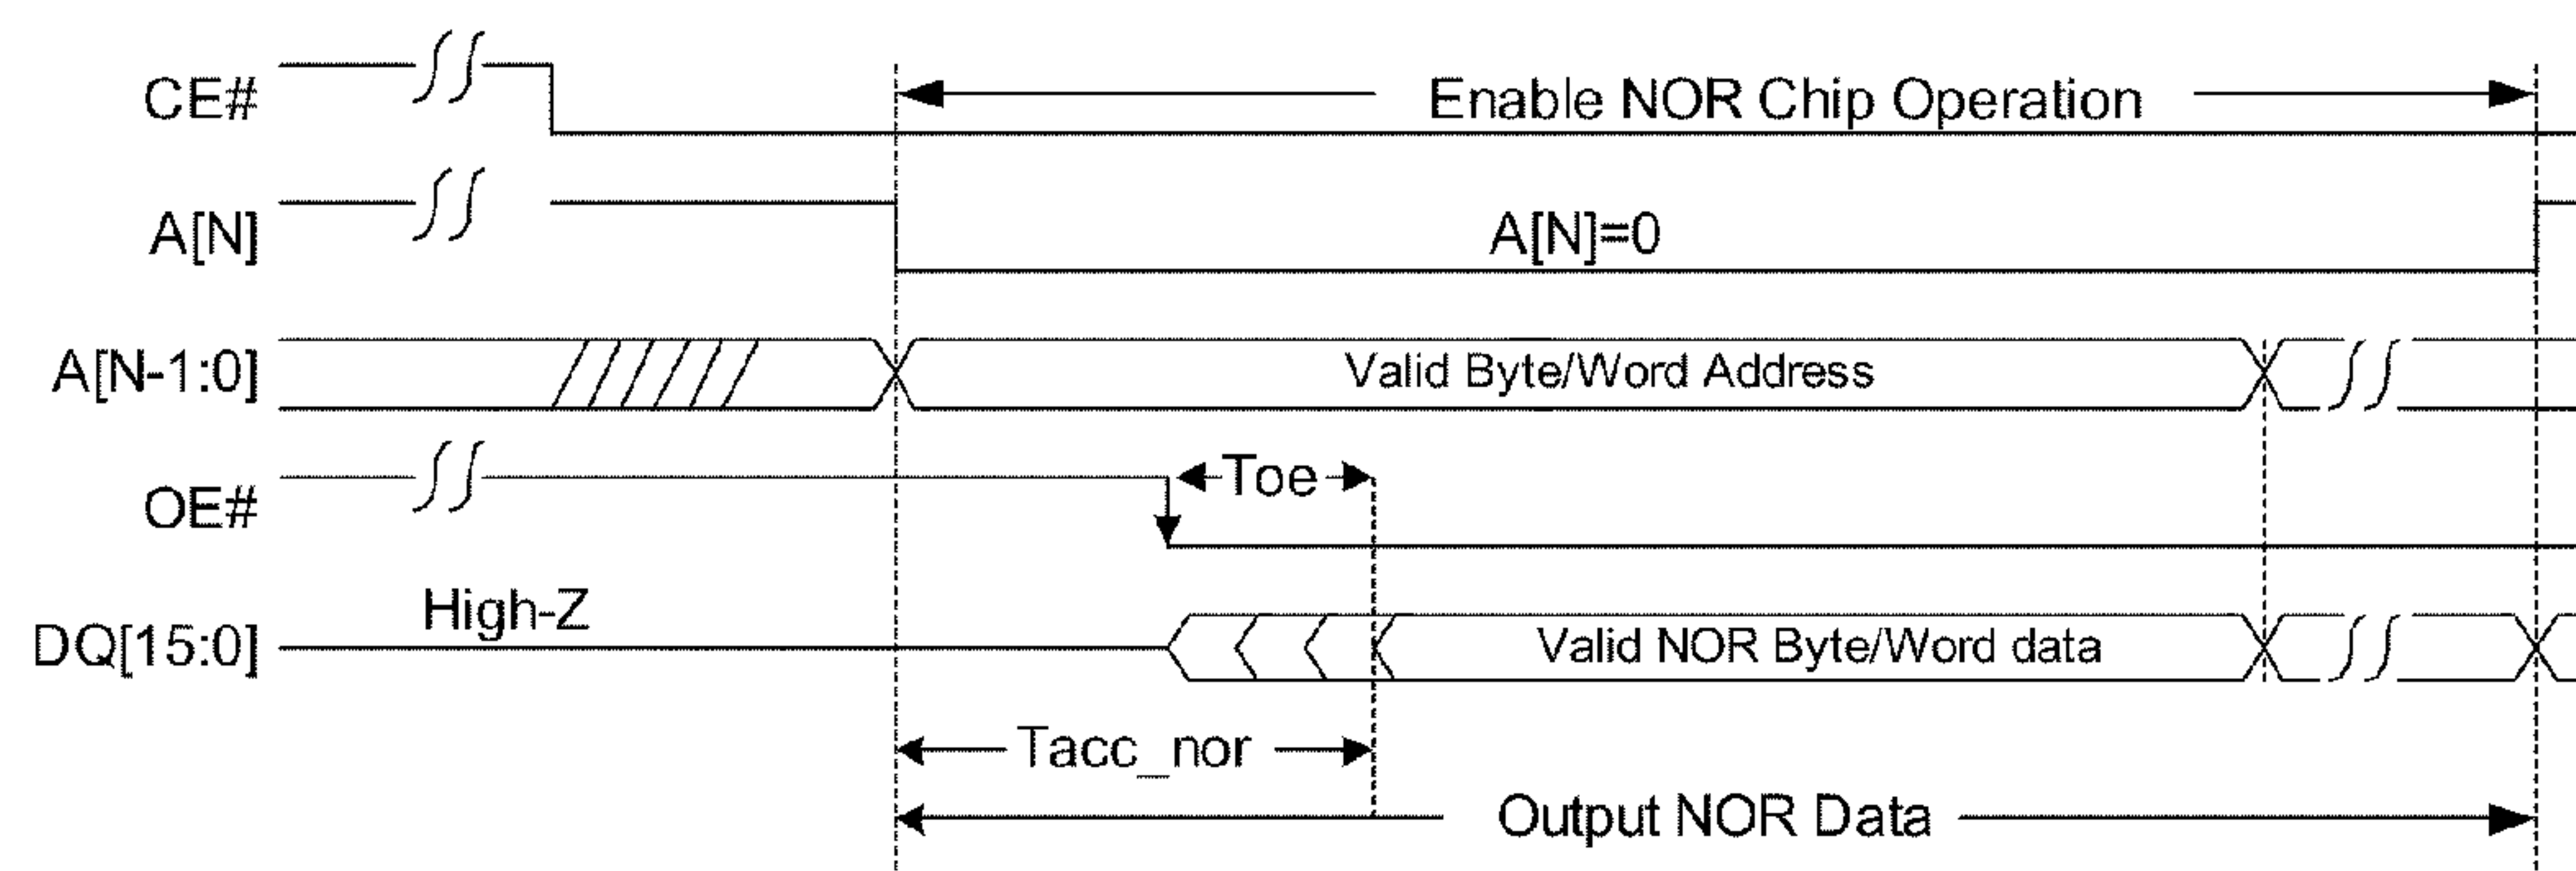 CE#
Enable NOR Chip Operation
A[N]
A[N]=0
A[N-1:0]
Valid Byte/Word Address
OE#
Toe
High-Z
DQ[15:0]
Valid NOR Byte/Word data
Tacc_nor
Output NOR Data